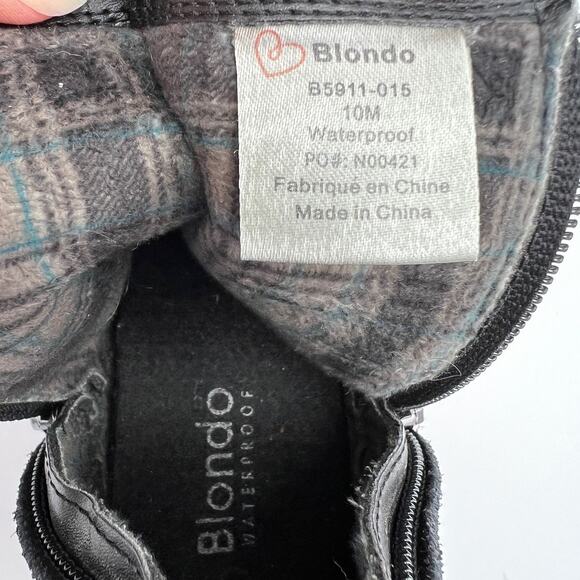 Blondo
B5911-015
10M
Waterproof
PO#: N00421
Fabriqué en Chine
Made in China
Blondo
WATERPROOF